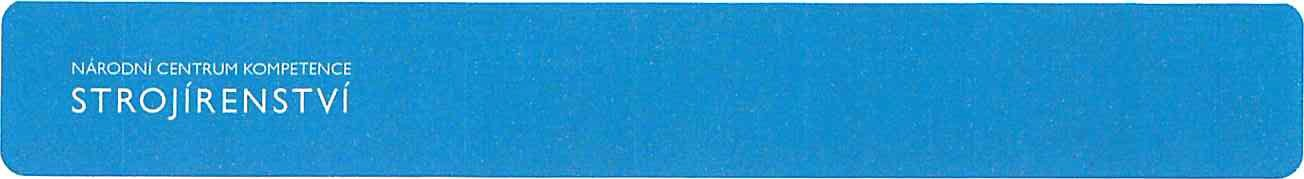 NÁRODNÍ CENTRUM KOMPETENCE
STROJÍRENSTVÍ